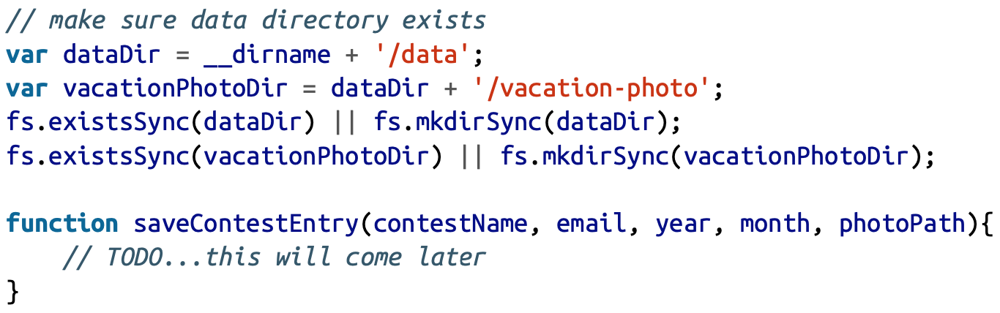 // make sure data directory exists
var dataDir = __dirname + '/data';
var vacationPhotoDir = dataDir + '/vacation-photo';
fs.existsSync(dataDir) || fs.mkdirSync(dataDir);
fs.existsSync(vacationPhotoDir) || fs.mkdirSync(vacationPhotoDir);
function saveContestEntry(contestName, email, year, month, photoPath){
// TODO...this will come later
}